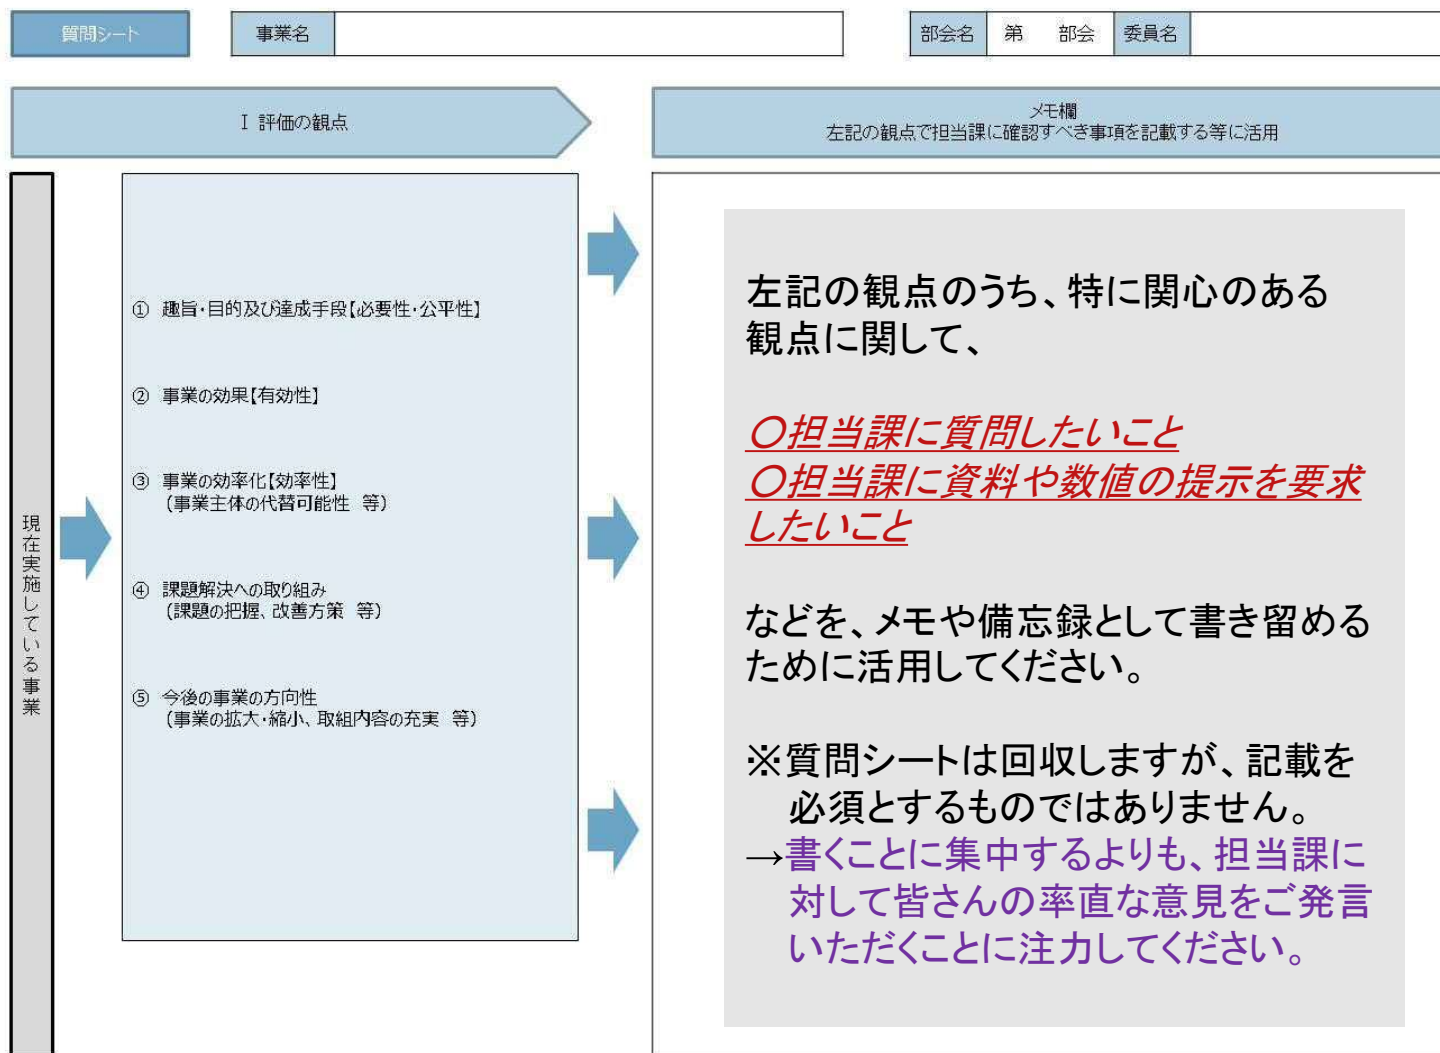 質問シート
事業名
部会名 第 部会 委員名
Ⅰ 評価の観点
メモ欄
左記の観点で担当課に確認すべき事項を記載する等に活用
現在実施している事業
① 趣旨・目的及び達成手段【必要性・公平性】
② 事業の効果【有効性】
③ 事業の効率化【効率性】
(事業主体の代替可能性 等)
④ 課題解決への取り組み
(課題の把握、改善方策 等)
⑤ 今後の事業の方向性
(事業の拡大・縮小、取組内容の充実 等)
左記の観点のうち、特に関心のある
観点に関して、
〇担当課に質問したいこと
〇担当課に資料や数値の提示を要求
したいこと
などを、メモや備忘録として書き留める
ために活用してください。
※質問シートは回収しますが、記載を
必須とするものではありません。
→書くことに集中するよりも、担当課に
対して皆さんの率直な意見をご発言
いただくことに注力してください。